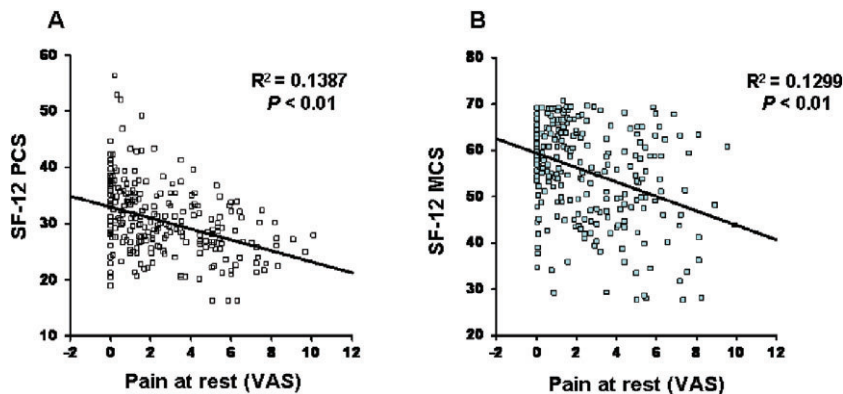 A
SF-12 PCS
60
50
40
30
20
10
-2 0 2 4 6 8 10 12
Pain at rest (VAS)
R² = 0.1387
P < 0.01
B
SF-12 MCS
80
70
60
50
40
30
20
-2 0 2 4 6 8 10 12
Pain at rest (VAS)
R² = 0.1299
P < 0.01